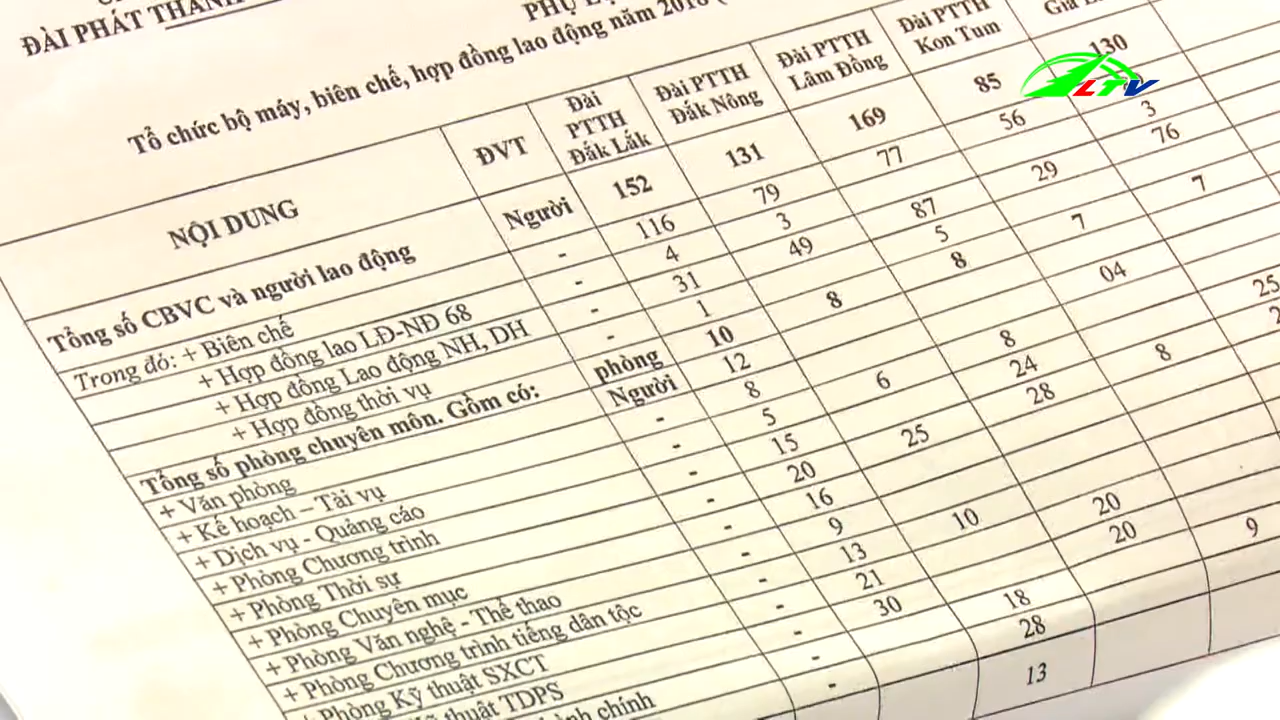 ĐÀI PHÁT THANH
Tổ chức bộ máy, biên chế, hợp đồng lao động năm 2018
NỘI DUNG ĐVT Đài PTTH Đắk Lắk Đài PTTH Đắk Nông Đài PTTH Lâm Đồng Đài PTTH Kon Tum
Tổng số CBVC và người lao động Người 152 131 169 85 130
Trong đó: + Biên chế - 116 79 77 56
+ Hợp đồng lao LĐ-NĐ 68 - 4 3 3
+ Hợp đồng Lao động NH, DH - 31 49 87 29 76
+ Hợp đồng thời vụ - 1 5
Tổng số phòng chuyên môn. Gồm có: phòng 10 8 8 7 7
+ Văn phòng Người 12 04
+ Kế hoạch – Tài vụ - 8
+ Dịch vụ - Quảng cáo - 5 6 8 25
+ Phòng Chương trình - 15 24
+ Phòng Thời sự - 20 25 28 8
+ Phòng Chuyên mục - 16
+ Phòng Văn nghệ - Thể thao - 9
+ Phòng Chương trình tiếng dân tộc - 13 10 20
+ Phòng Kỹ thuật SXCT - 21 20 9
Kỹ thuật TDPS - 30 18
hành chính - 28
- 13
LTV